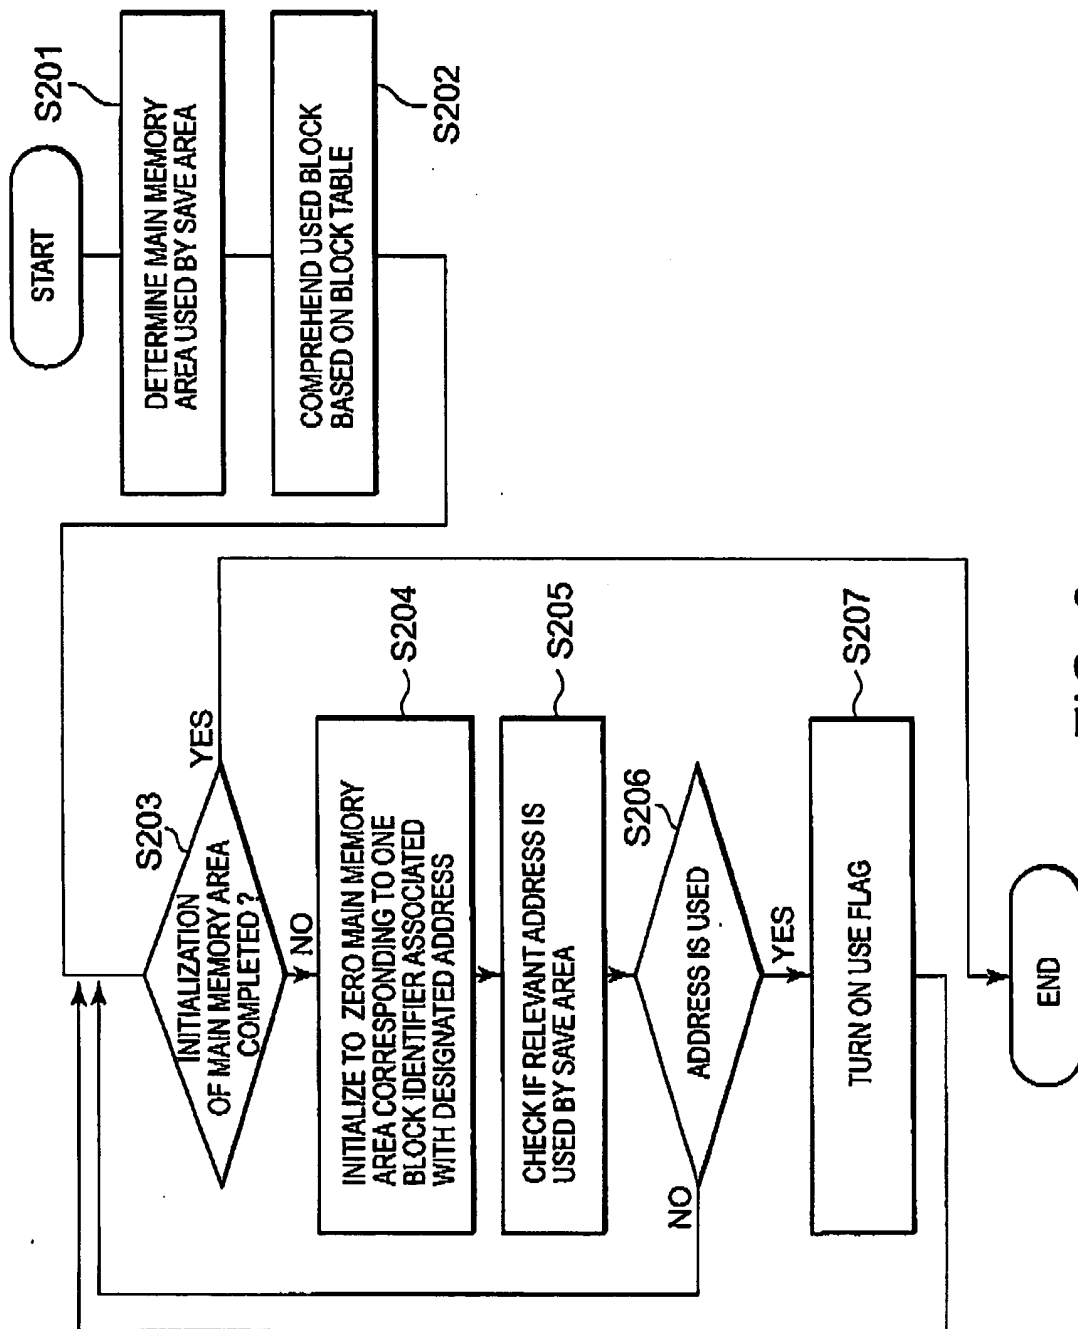 START
S201
DETERMINE MAIN MEMORY
AREA USED BY SAVE AREA
S202
COMPREHEND USED BLOCK
BASED ON BLOCK TABLE
S203
INITIALIZATION
OF MAIN MEMORY AREA
COMPLETED ?
YES
NO
S204
INITIALIZE TO ZERO MAIN MEMORY
AREA CORRESPONDING TO ONE
BLOCK IDENTIFIER ASSOCIATED
WITH DESIGNATED ADDRESS
S205
CHECK IF RELEVANT ADDRESS IS
USED BY SAVE AREA
S206
ADDRESS IS USED
NO
YES
S207
TURN ON USE FLAG
END